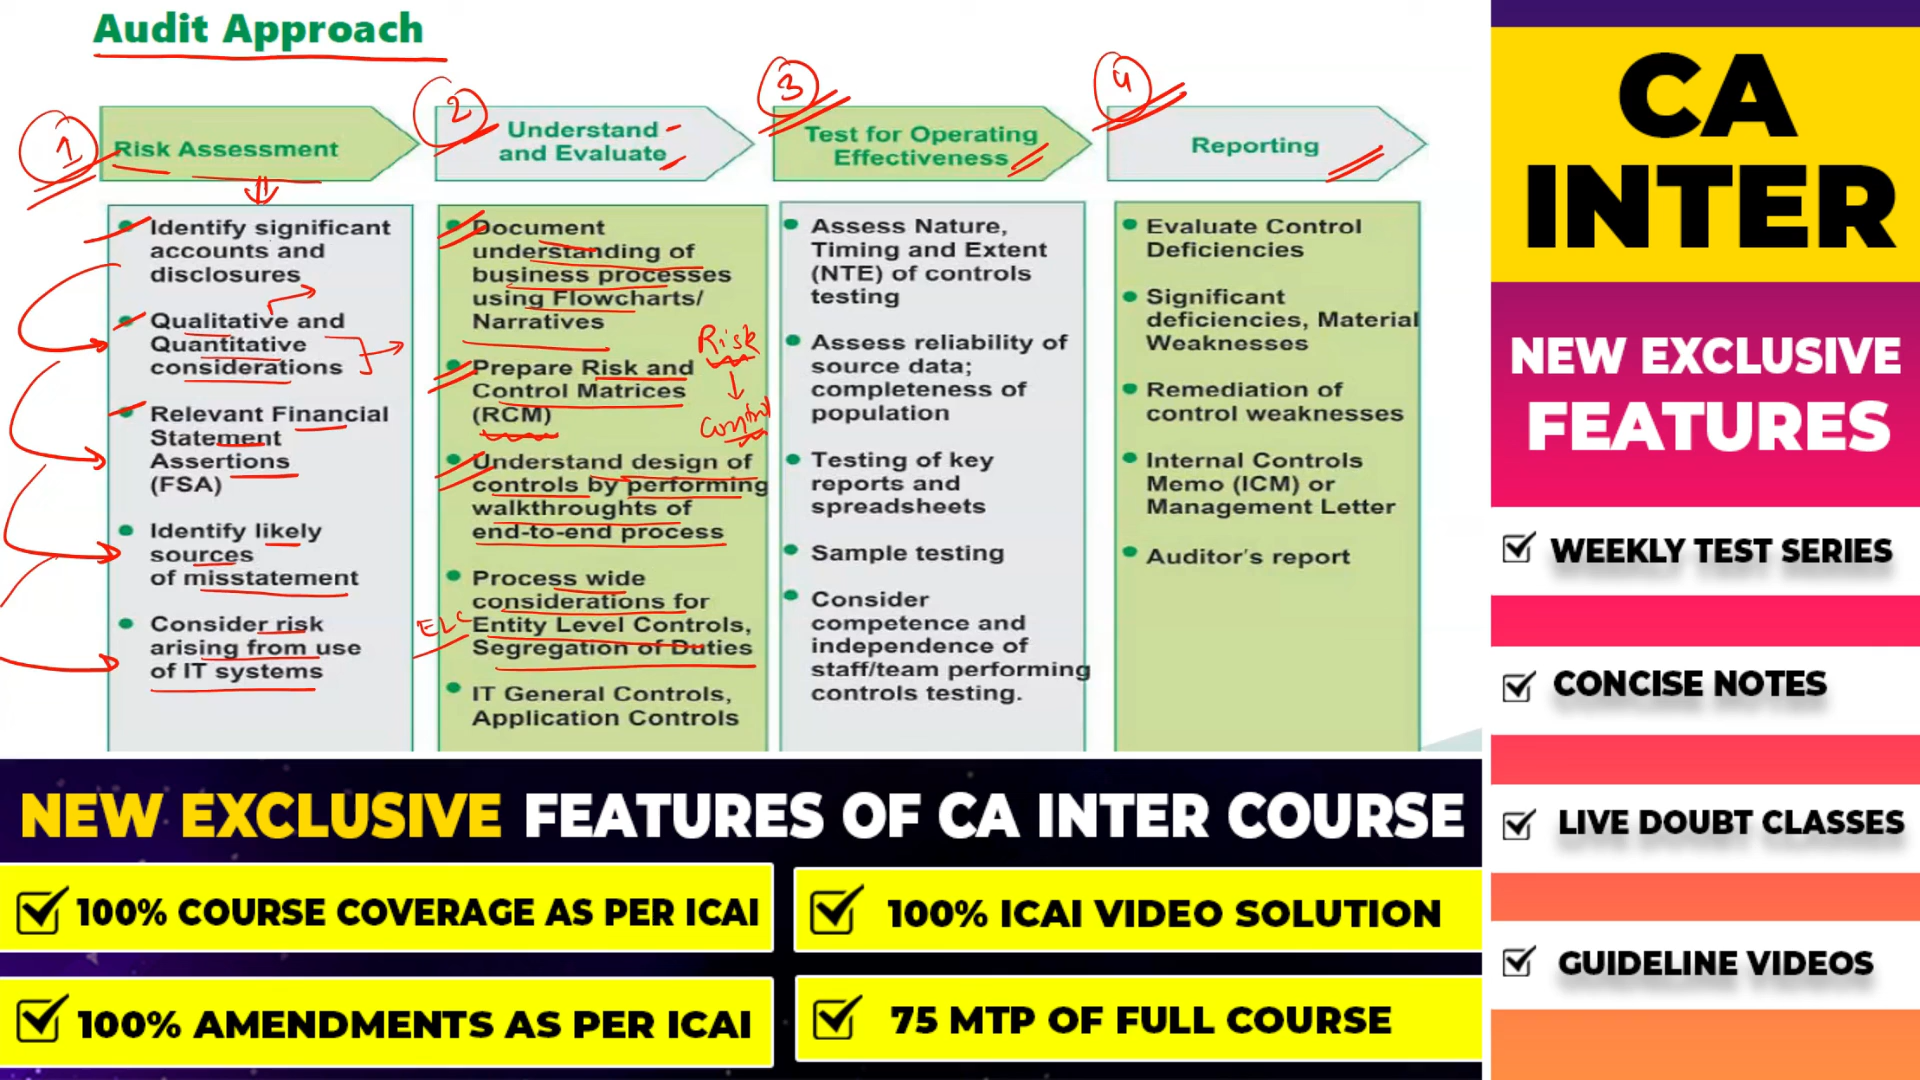 Audit Approach
1
Risk Assessment
Identify significant
accounts and
disclosures
Qualitative and
Quantitative
considerations
Relevant Financial
Statement
Assertions
(FSA)
Identify likely
sources
of misstatement
Consider risk
arising from use
of IT systems
2
Understand
and Evaluate
Document
understanding of
business processes
using Flowcharts/
Narratives
Prepare Risk and
Control Matrices
(RCM)
Risk
Control
Understand design of
controls by performing
walkthroughts of
end-to-end process
Process wide
considerations for
ELC
Entity Level Controls,
Segregation of Duties
IT General Controls,
Application Controls
3
Test for Operating
Effectiveness
Assess Nature,
Timing and Extent
(NTE) of controls
testing
Assess reliability of
source data;
completeness of
population
Testing of key
reports and
spreadsheets
Sample testing
Consider
competence and
independence of
staff/team performing
controls testing.
4
Reporting
Evaluate Control
Deficiencies
Significant
deficiencies, Material
Weaknesses
Remediation of
control weaknesses
Internal Controls
Memo (ICM) or
Management Letter
Auditor's report
CA
INTER
NEW EXCLUSIVE
FEATURES
WEEKLY TEST SERIES
CONCISE NOTES
LIVE DOUBT CLASSES
GUIDELINE VIDEOS
NEW EXCLUSIVE FEATURES OF CA INTER COURSE
100% COURSE COVERAGE AS PER ICAI
100% ICAI VIDEO SOLUTION
100% AMENDMENTS AS PER ICAI
75 MTP OF FULL COURSE